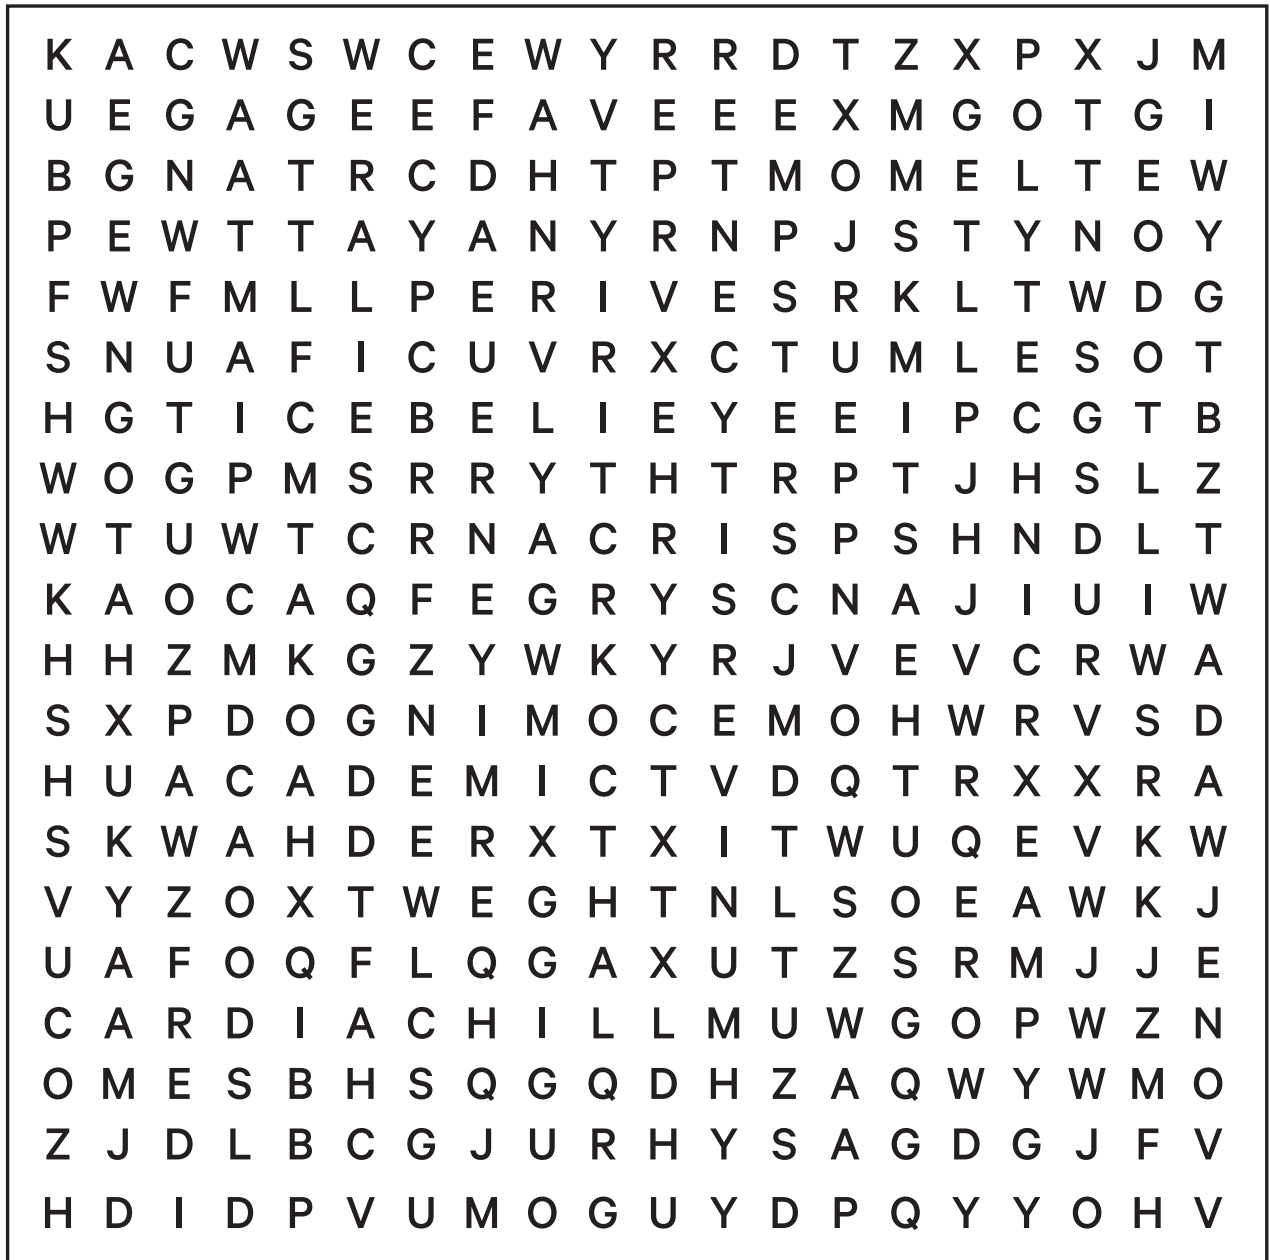 K A C W S W C E W Y R R D T Z X P X J M
U E G A G E E F A V E E E X M G O T G I
B G N A T R C D H T P T M O M E L T E W
P E W T T A Y A N Y R N P J S T Y N O Y
F W F M L L P E R I V E S R K L T W D G
S N U A F I C U V R X C T U M L E S O T
H G T I C E B E L I E Y E E I P C G T B
W O G P M S R R Y T H T R P T J H S L Z
W T U W T C R N A C R I S P S H N D L T
K A O C A Q F E G R Y S C N A J I U I W
H H Z M K G Z Y W K Y R J V E V C R W A
S X P D O G N I M O C E M O H W R V S D
H U A C A D E M I C T V D Q T R X X R A
S K W A H D E R X T X I T W U Q E V K W
V Y Z O X T W E G H T N L S O E A W K J
U A F O Q F L Q G A X U T Z S R M J J E
C A R D I A C H I L L M U W G O P W Z N
O M E S B H S Q G Q D H Z A Q W Y W M O
Z J D L B C G J U R H Y S A G D G J F V
H D I D P V U M O G U Y D P Q Y Y O H V